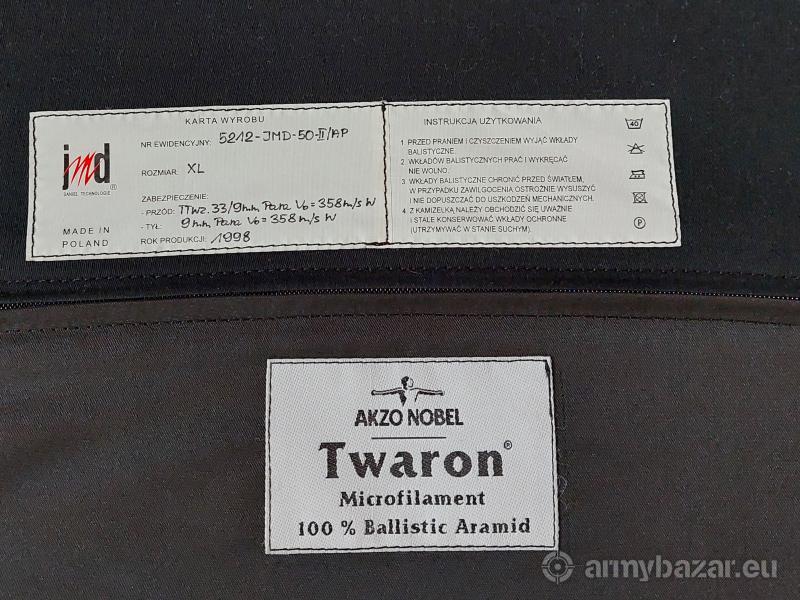 KARTA WYROBU
NR EWIDENCYJNY: 5212-JMD-50-II/AP
jmd
®
DANIEL TECHNOLOGIE
ROZMIAR: XL
ZABEZPIECZENIE:
- PRZÓD: TTwz.33/9mm, Para Vo=358m/s W
- TYŁ: 9mm, Para Vo=358m/s W
MADE IN
POLAND
ROK PRODUKCJI: 1998
INSTRUKCJA UŻYTKOWANIA
1 PRZED PRANIEM I CZYSZCZENIEM WYJĄĆ WKŁADY
BALISTYCZNE.
2. WKŁADÓW BALISTYCZNYCH PRAĆ I WYKRĘCAĆ
NIE WOLNO.
3. WKŁADY BALISTYCZNE CHRONIĆ PRZED ŚWIATŁEM,
W PRZYPADKU ZAWILGOCENIA OSTROŻNIE WYSUSZYĆ
I NIE DOPUSZCZAĆ DO USZKODZEŃ MECHANICZNYCH.
4. Z KAMIZELKĄ NALEŻY OBCHODZIĆ SIĘ UWAŻNIE
I STALE KONSERWOWAĆ WKŁADY OCHRONNE
(UTRZYMYWAĆ W STANIE SUCHYM).
40
P
AKZO NOBEL
Twaron®
Microfilament
100 % Ballistic Aramid
armybazar.eu